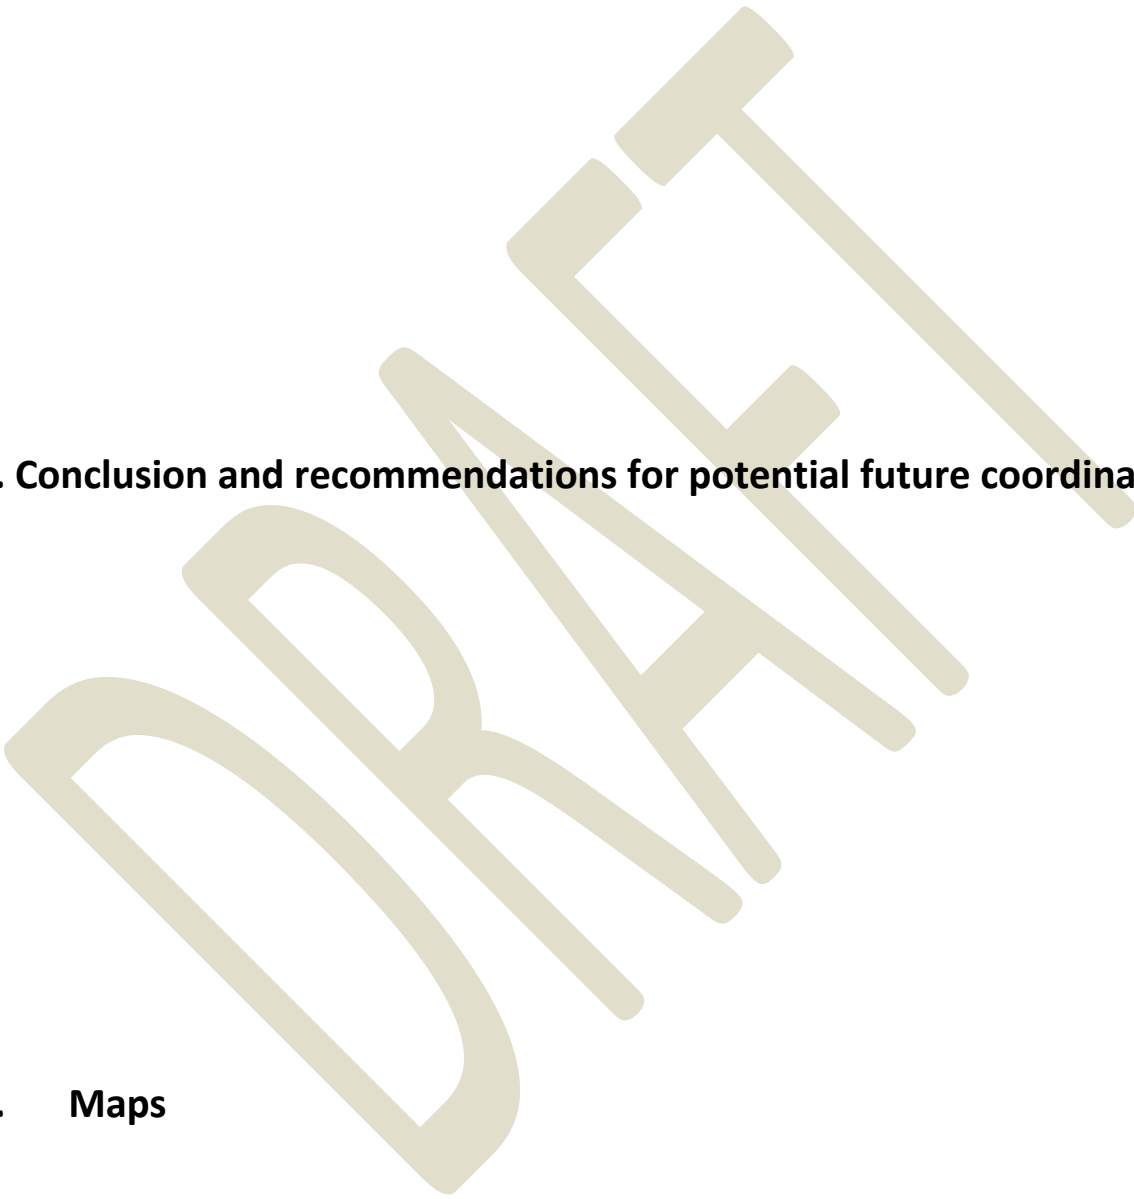 . Conclusion and recommendations for potential future coordina
. Maps
DRAFT